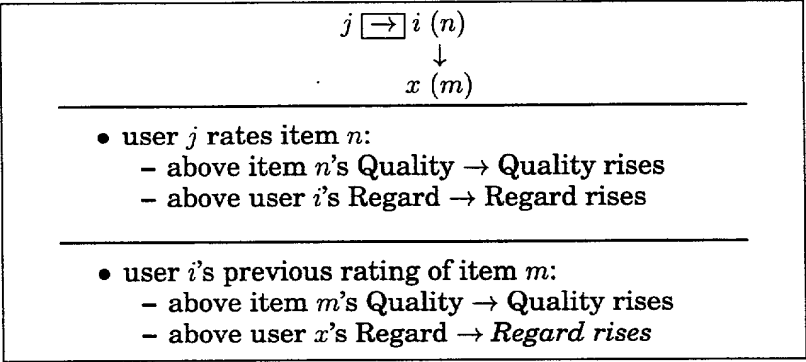 j → i (n)
↓
x (m)
• user j rates item n:
– above item n's Quality → Quality rises
– above user i's Regard → Regard rises
• user i's previous rating of item m:
– above item m's Quality → Quality rises
– above user x's Regard → Regard rises